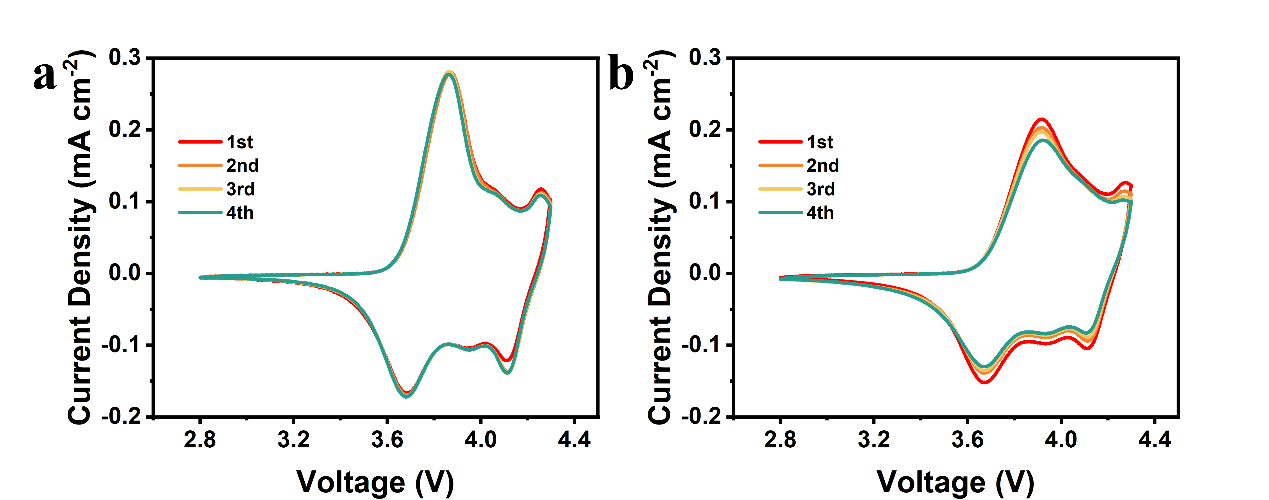 a
Current Density (mA cm-2)
0.3
0.2
0.1
0.0
-0.1
-0.2
1st
2nd
3rd
4th
2.8 3.2 3.6 4.0 4.4
Voltage (V)
b
Current Density (mA cm-2)
0.3
0.2
0.1
0.0
-0.1
-0.2
1st
2nd
3rd
4th
2.8 3.2 3.6 4.0 4.4
Voltage (V)